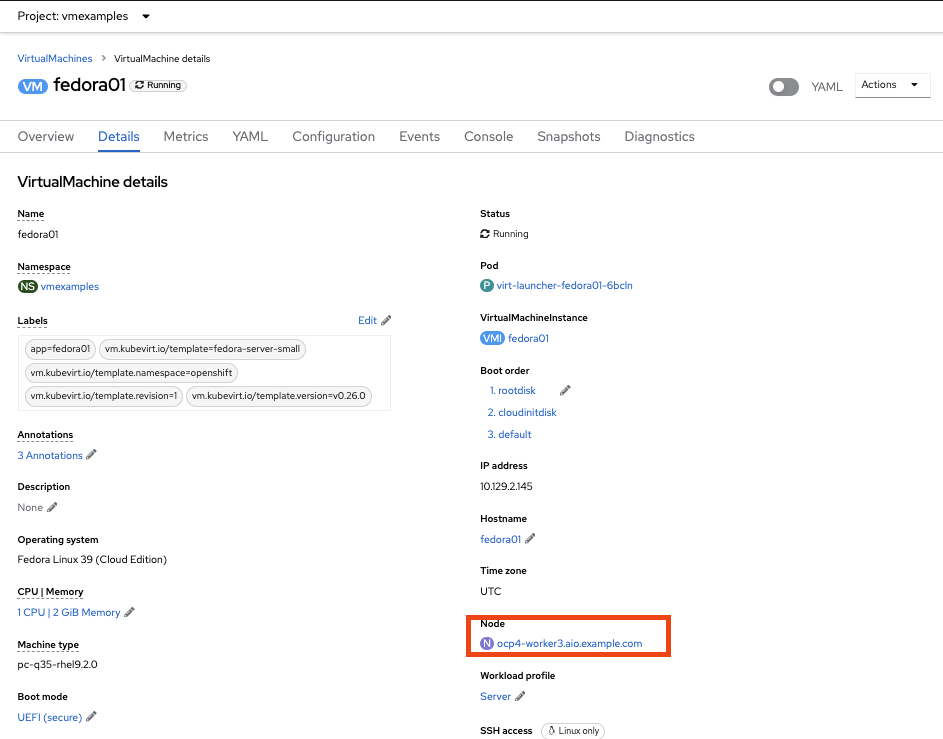 Project: vmexamples
VirtualMachines > VirtualMachine details
VM fedora01 Running
YAML Actions
Overview Details Metrics YAML Configuration Events Console Snapshots Diagnostics
VirtualMachine details
Name
fedora01
Namespace
NS vmexamples
Labels Edit
app=fedora01 vm.kubevirt.io/template=fedora-server-small
vm.kubevirt.io/template.namespace=openshift
vm.kubevirt.io/template.revision=1 vm.kubevirt.io/template.version=v0.26.0
Annotations
3 Annotations
Description
None
Operating system
Fedora Linux 39 (Cloud Edition)
CPU | Memory
1 CPU | 2 GiB Memory
Machine type
pc-q35-rhel9.2.0
Boot mode
UEFI (secure)
Status
Running
Pod
P virt-launcher-fedora01-6bcln
VirtualMachineInstance
VMI fedora01
Boot order
1. rootdisk
2. cloudinitdisk
3. default
IP address
10.129.2.145
Hostname
fedora01
Time zone
UTC
Node
N ocp4-worker3.aio.example.com
Workload profile
Server
SSH access Linux only